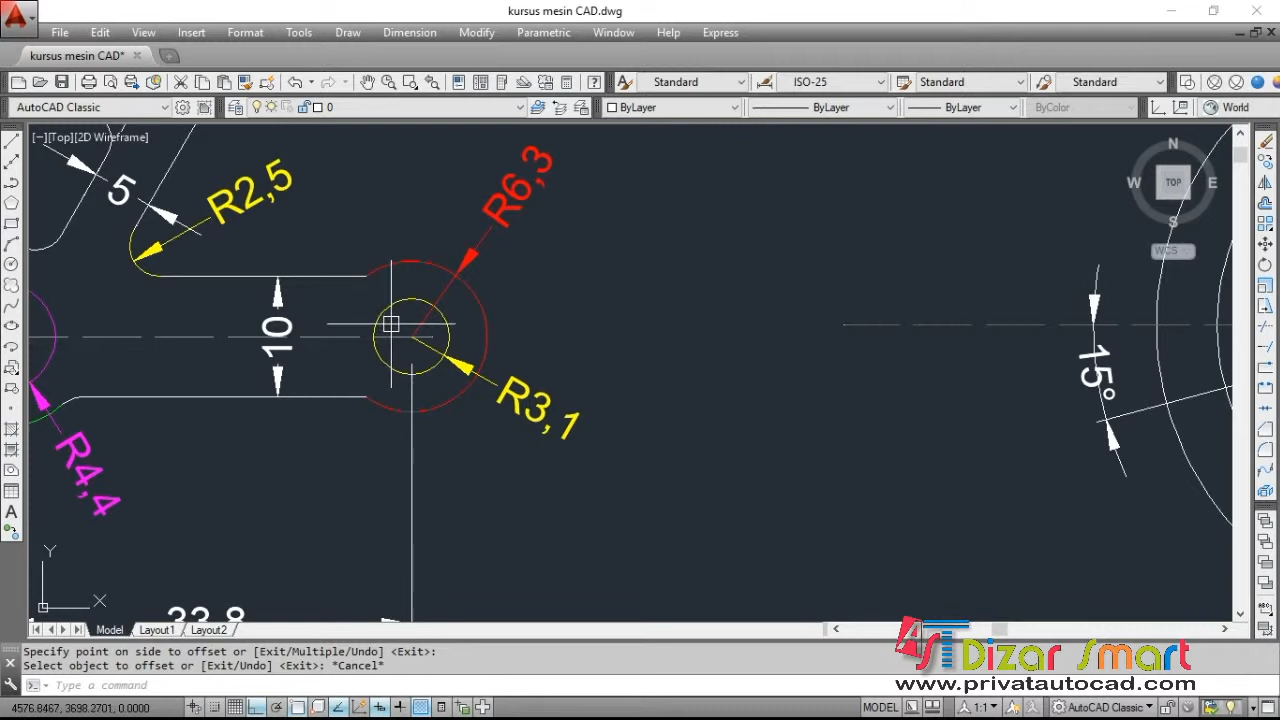 kursus mesin CAD.dwg
File Edit View Insert Format Tools Draw Dimension Modify Parametric Window Help Express
kursus mesin CAD*
Standard ISO-25 Standard Standard
AutoCAD Classic 0 ByLayer ByLayer ByLayer ByColor World
[−][Top][2D Wireframe]
N
W TOP E
S
WCS
5
R2,5
R6,3
10
R3,1
R4,4
15°
33,8
Y
X
Model Layout1 Layout2
Specify point on side to offset or [Exit/Multiple/Undo] <Exit>:
Select object to offset or [Exit/Undo] <Exit>: *Cancel*
Type a command
AST Dizar Smart
www.privatautocad.com
4576.8467, 3698.2701, 0.0000 MODEL 1:1 AutoCAD Classic